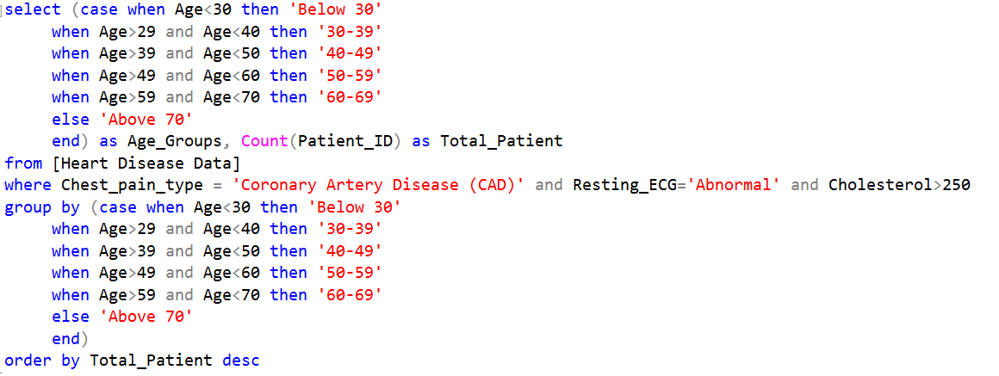 select (case when Age<30 then 'Below 30'
when Age>29 and Age<40 then '30-39'
when Age>39 and Age<50 then '40-49'
when Age>49 and Age<60 then '50-59'
when Age>59 and Age<70 then '60-69'
else 'Above 70'
end) as Age_Groups, Count(Patient_ID) as Total_Patient
from [Heart Disease Data]
where Chest_pain_type = 'Coronary Artery Disease (CAD)' and Resting_ECG='Abnormal' and Cholesterol>250
group by (case when Age<30 then 'Below 30'
when Age>29 and Age<40 then '30-39'
when Age>39 and Age<50 then '40-49'
when Age>49 and Age<60 then '50-59'
when Age>59 and Age<70 then '60-69'
else 'Above 70'
end)
order by Total_Patient desc